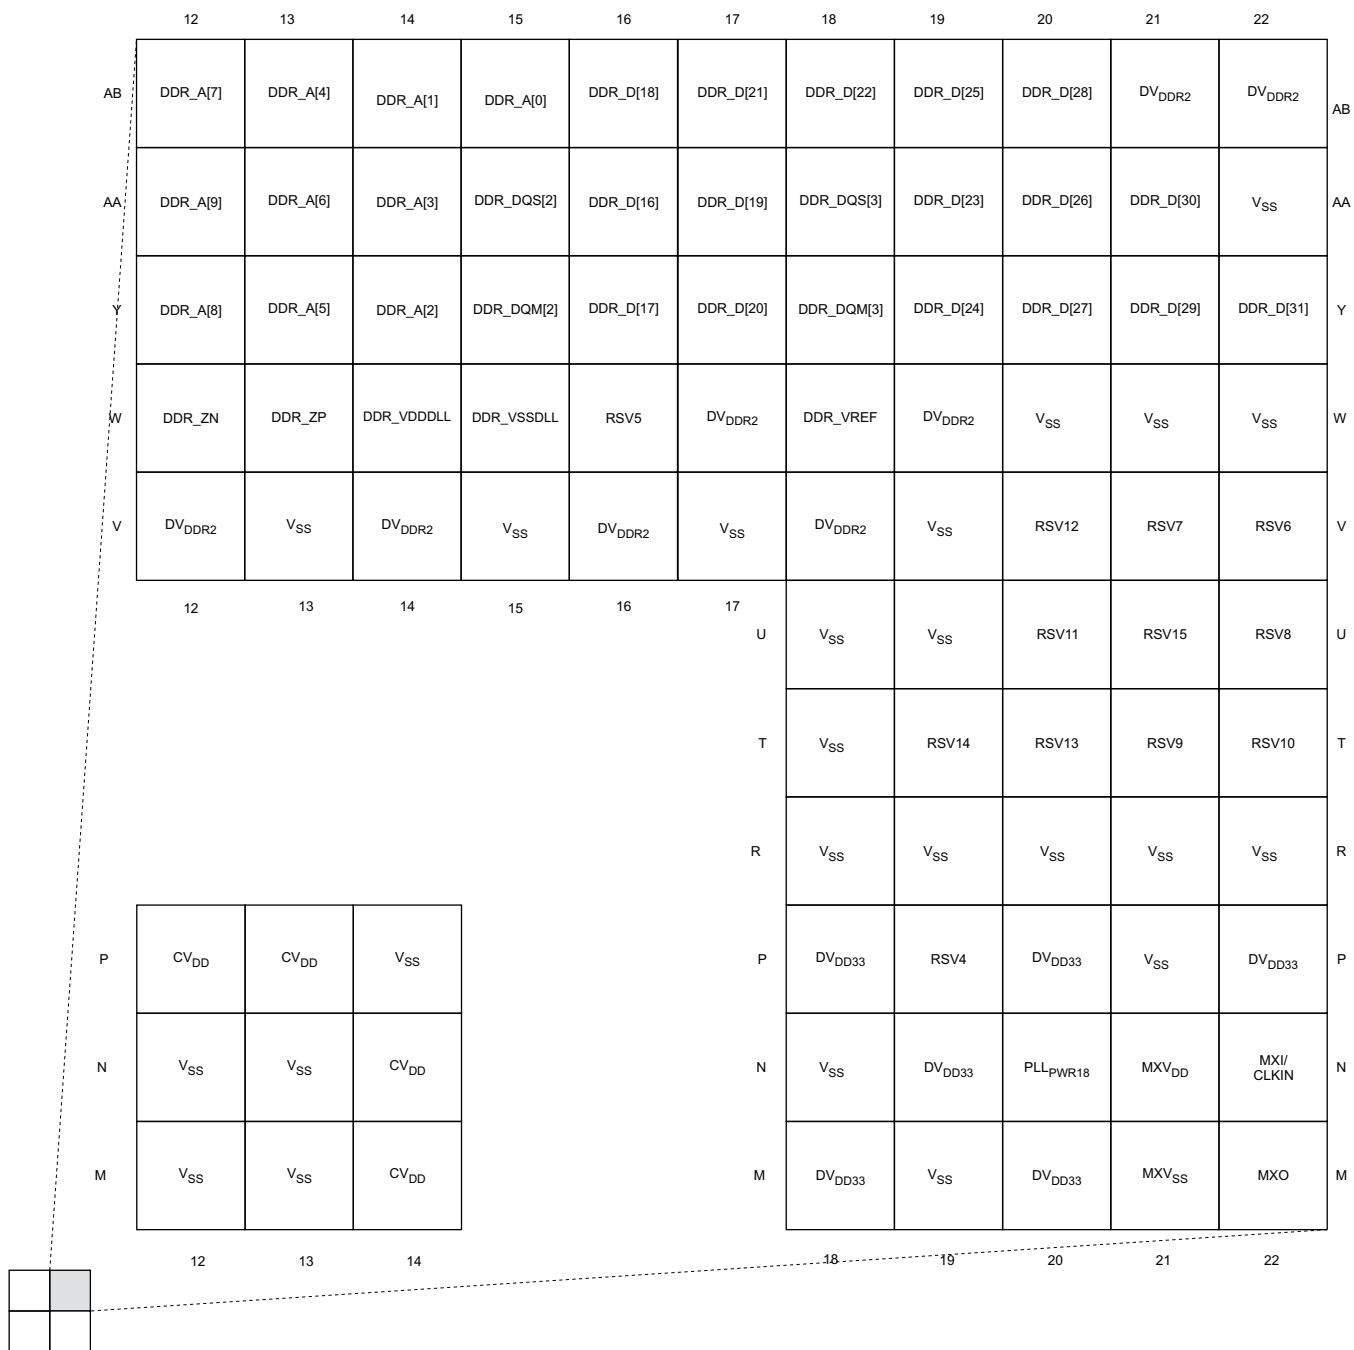 12 13 14 15 16 17 18 19 20 21 22
AB DDR_A[7] DDR_A[4] DDR_A[1] DDR_A[0] DDR_D[18] DDR_D[21] DDR_D[22] DDR_D[25] DDR_D[28] DVDDR2 DVDDR2 AB
AA DDR_A[9] DDR_A[6] DDR_A[3] DDR_DQS[2] DDR_D[16] DDR_D[19] DDR_DQS[3] DDR_D[23] DDR_D[26] DDR_D[30] VSS AA
Y DDR_A[8] DDR_A[5] DDR_A[2] DDR_DQM[2] DDR_D[17] DDR_D[20] DDR_DQM[3] DDR_D[24] DDR_D[27] DDR_D[29] DDR_D[31] Y
W DDR_ZN DDR_ZP DDR_VDDDLL DDR_VSSDLL RSV5 DVDDR2 DDR_VREF DVDDR2 VSS VSS VSS W
V DVDDR2 VSS DVDDR2 VSS DVDDR2 VSS DVDDR2 VSS RSV12 RSV7 RSV6 V
12 13 14 15 16 17
U VSS VSS RSV11 RSV15 RSV8 U
T VSS RSV14 RSV13 RSV9 RSV10 T
R VSS VSS VSS VSS VSS R
P CVDD CVDD VSS P DVDD33 RSV4 DVDD33 VSS DVDD33 P
N VSS VSS CVDD N VSS DVDD33 PLLPWR18 MXVDD MXI/ CLKIN N
M VSS VSS CVDD M DVDD33 VSS DVDD33 MXVSS MXO M
12 13 14 18 19 20 21 22